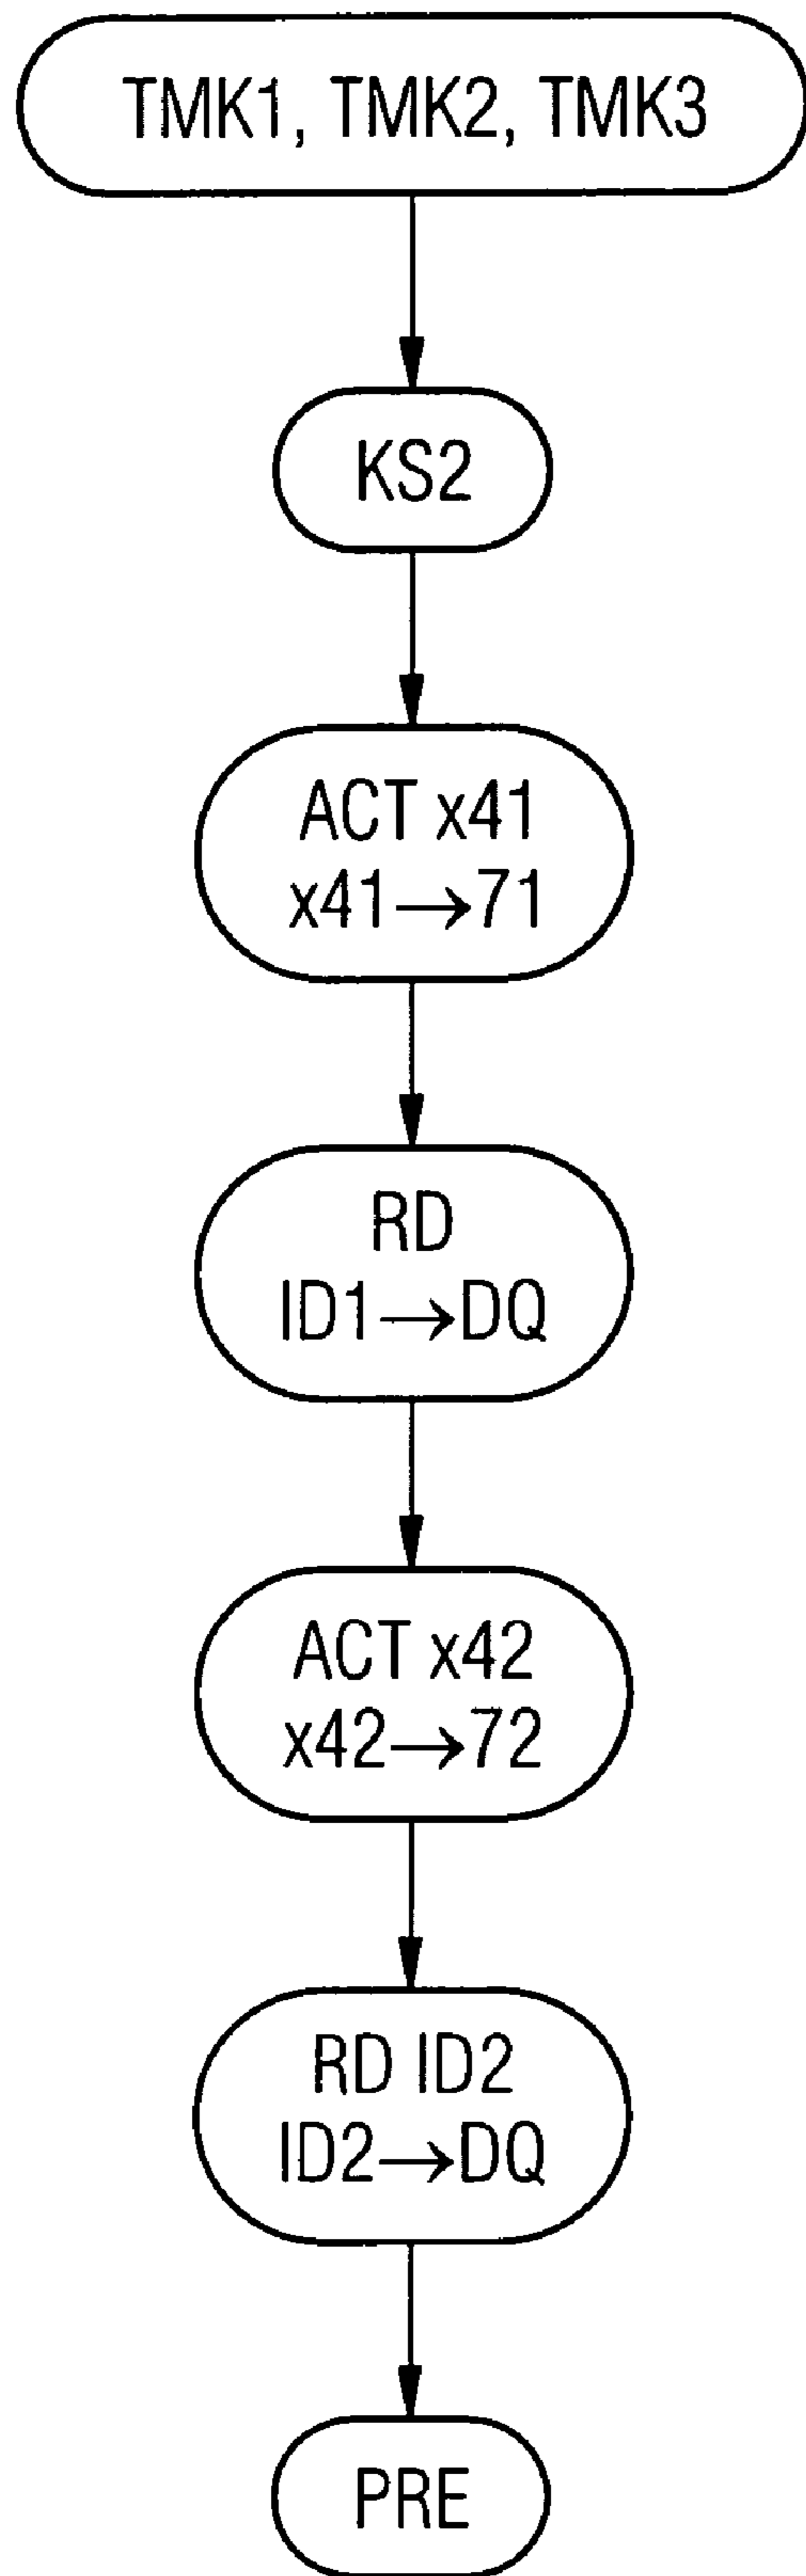 TMK1, TMK2, TMK3
KS2
ACT x41
x41→71
RD
ID1→DQ
ACT x42
x42→72
RD ID2
ID2→DQ
PRE